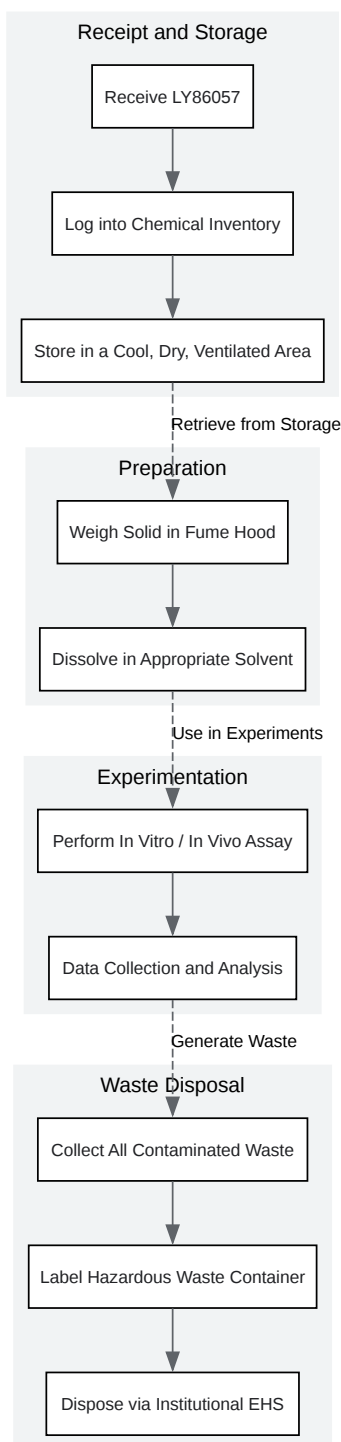 Receipt and Storage
Receive LY86057
Log into Chemical Inventory
Store in a Cool, Dry, Ventilated Area
Retrieve from Storage
Preparation
Weigh Solid in Fume Hood
Dissolve in Appropriate Solvent
Use in Experiments
Experimentation
Perform In Vitro / In Vivo Assay
Data Collection and Analysis
Generate Waste
Waste Disposal
Collect All Contaminated Waste
Label Hazardous Waste Container
Dispose via Institutional EHS